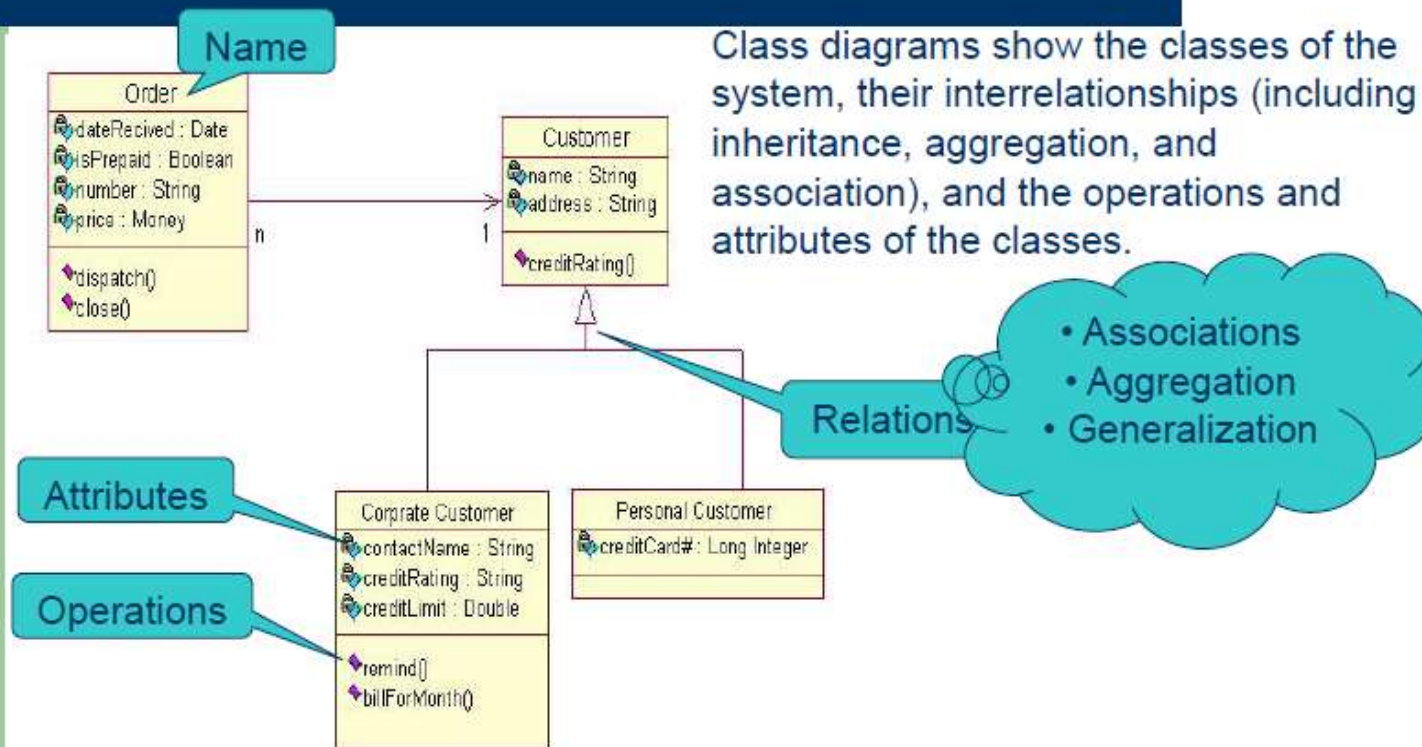 Name
Class diagrams show the classes of the
system, their interrelationships (including
inheritance, aggregation, and
association), and the operations and
attributes of the classes.
Order
dateRecived : Date
isPrepaid : Boolean
number : String
price : Money
dispatch()
close()
n
1
Customer
name : String
address : String
creditRating()
• Associations
• Aggregation
• Generalization
Relations
Attributes
Operations
Corprate Customer
contactName : String
creditRating : String
creditLimit : Double
remind()
billForMonth()
Personal Customer
creditCard# : Long Integer